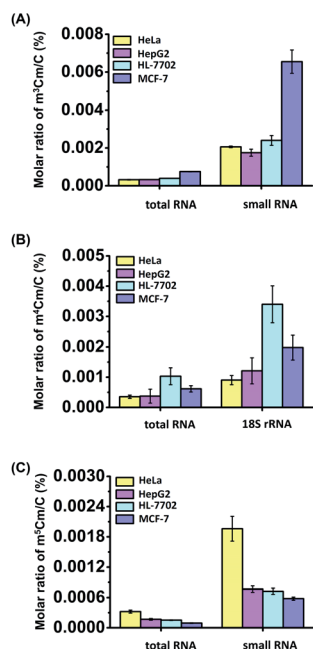 (A)
Molar ratio of m³Cm/C (%)
0.008
0.006
0.004
0.002
0.000
HeLa
HepG2
HL-7702
MCF-7
total RNA small RNA
(B)
Molar ratio of m⁴Cm/C (%)
0.005
0.004
0.003
0.002
0.001
0.000
HeLa
HepG2
HL-7702
MCF-7
total RNA 18S rRNA
(C)
Molar ratio of m⁵Cm/C (%)
0.0030
0.0024
0.0018
0.0012
0.0006
0.0000
HeLa
HepG2
HL-7702
MCF-7
total RNA small RNA